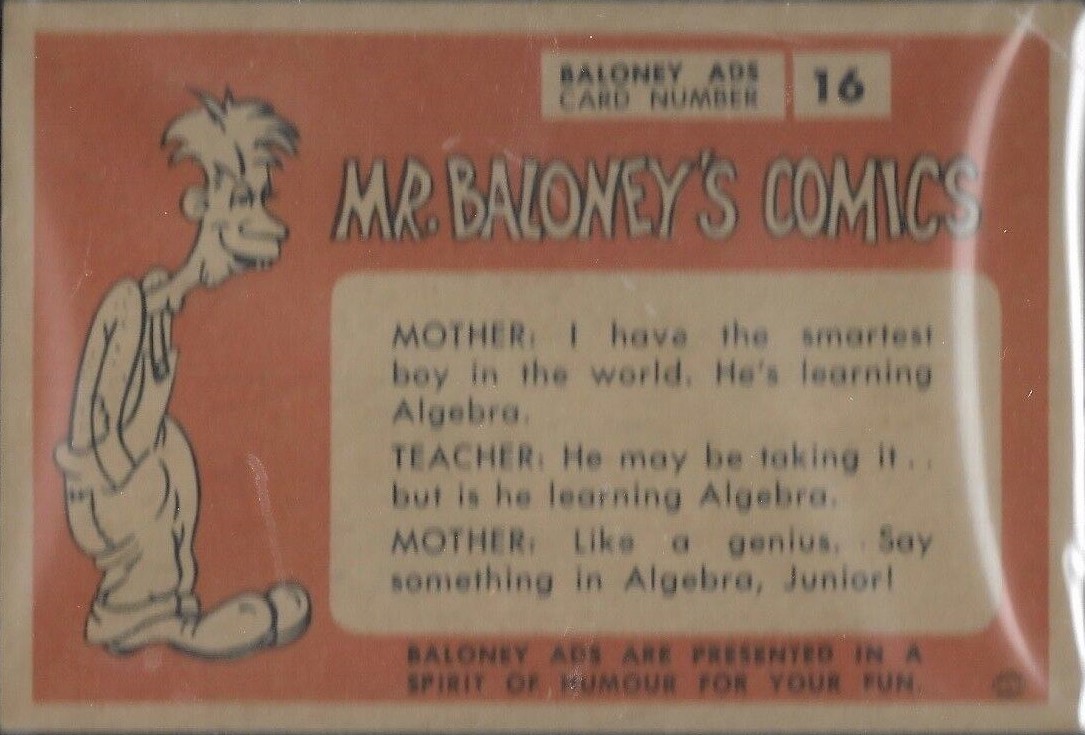 BALONEY ADS
CARD NUMBER
16
MR. BALONEY'S COMICS
MOTHER: I have the smartest
boy in the world. He's learning
Algebra.
TEACHER: He may be taking it..
but is he learning Algebra.
MOTHER: Like a genius. Say
something in Algebra, Junior!
BALONEY ADS ARE PRESENTED IN A
SPIRIT OF HUMOUR FOR YOUR FUN.